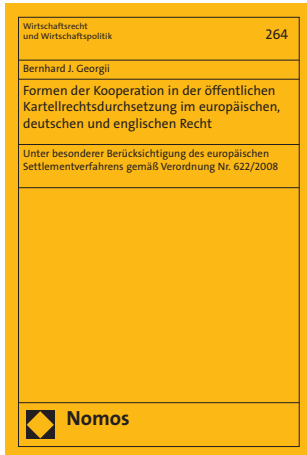 Wirtschaftsrecht
und Wirtschaftspolitik
264
Bernhard J. Georgii
Formen der Kooperation in der öffentlichen
Kartellrechtsdurchsetzung im europäischen,
deutschen und englischen Recht
Unter besonderer Berücksichtigung des europäischen
Settlementverfahrens gemäß Verordnung Nr. 622/2008
Nomos